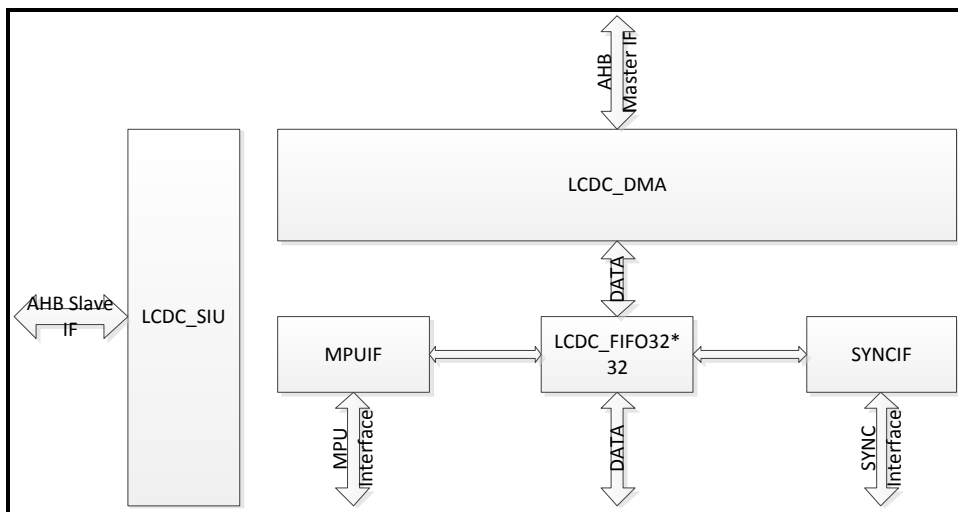 AHB
Master IF
LCDC_DMA
DATA
AHB Slave
IF
LCDC_SIU
MPUIF
LCDC_FIFO32*
32
SYNCIF
MPU
Interface
DATA
SYNC
Interface